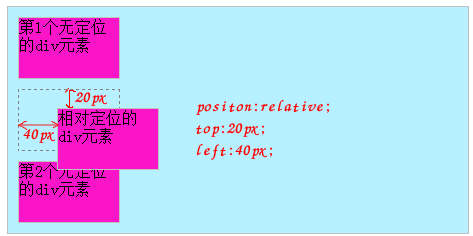 第1个无定位
的div元素
20px
相对定位的
div元素
40px
positon:relative;
top:20px;
left:40px;
第2个无定位
的div元素